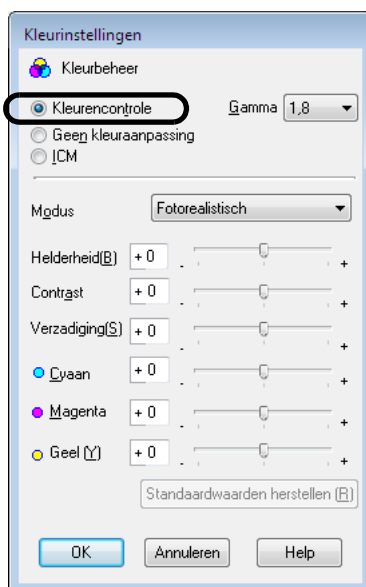 Kleurinstellingen
Kleurbeheer
Kleurencontrole Gamma 1,8
Geen kleuraanpassing
ICM
Modus Fotorealistisch
Helderheid(B) + 0 - +
Contrast + 0 - +
Verzadiging(S) + 0 - +
Cyaan + 0 - +
Magenta + 0 - +
Geel (Y) + 0 - +
Standaardwaarden herstellen (R)
OK Annuleren Help